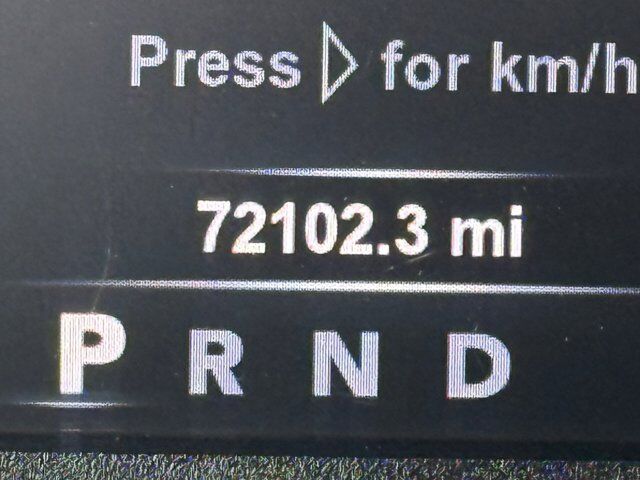 Press ▷ for km/h
72102.3 mi
P R N D